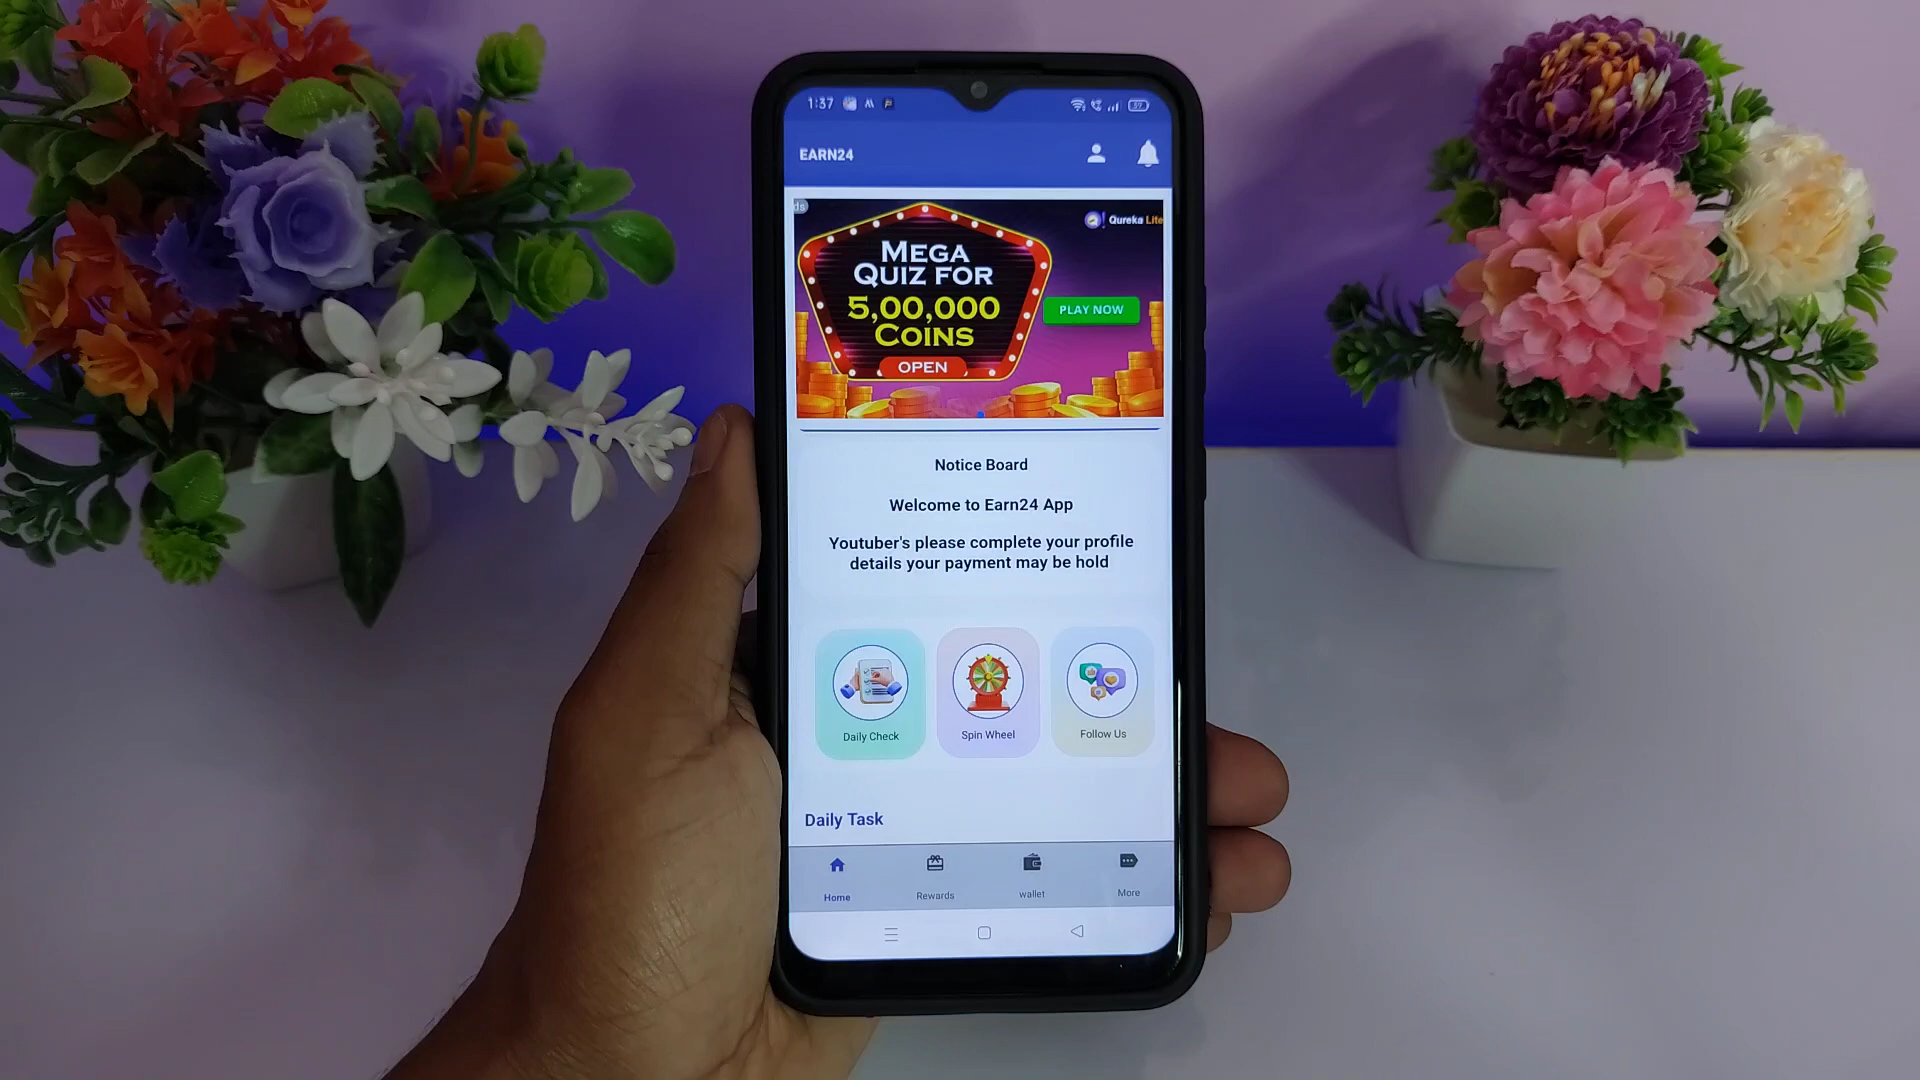 1:37
57
EARN24
ds
Qureka Lite
MEGA
QUIZ FOR
5,00,000
COINS
OPEN
PLAY NOW
Notice Board
Welcome to Earn24 App
Youtuber's please complete your profile
details your payment may be hold
Daily Check
Spin Wheel
Follow Us
Daily Task
Home
Rewards
wallet
More